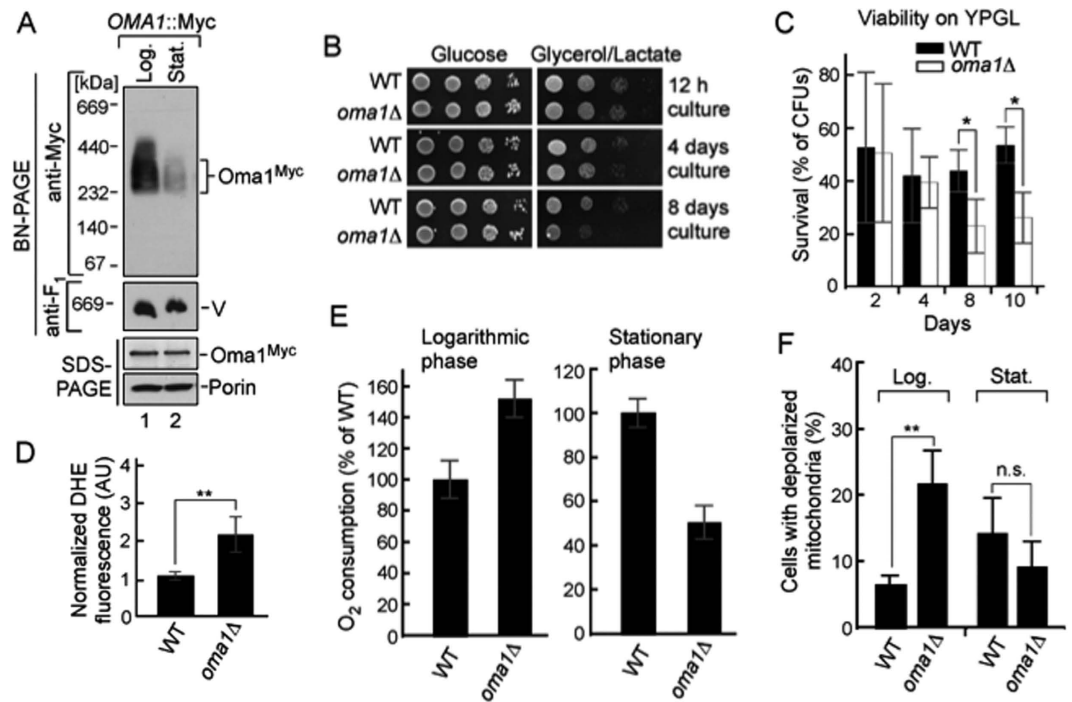 A
OMA1::Myc
Log.
Stat.
[kDa]
669
440
232
140
67
BN-PAGE
anti-Myc
Oma1Myc
anti-F1
669
V
SDS-
PAGE
Oma1Myc
Porin
1 2
B
Glucose Glycerol/Lactate
WT
oma1Δ
12 h
culture
WT
oma1Δ
4 days
culture
WT
oma1Δ
8 days
culture
C
Viability on YPGL
WT
oma1Δ
Survival (% of CFUs)
80
60
40
20
0
*
*
2 4 8 10
Days
D
Normalized DHE
fluorescence (AU)
4
3
2
1
0
**
WT
oma1Δ
E
Logarithmic
phase
O2 consumption (% of WT)
160
140
120
100
80
60
40
20
0
WT
oma1Δ
Stationary
phase
120
100
80
60
40
20
0
WT
oma1Δ
F
Cells with depolarized
mitochondria (%)
40
30
20
10
0
Log.
Stat.
**
n.s.
WT
oma1Δ
WT
oma1Δ